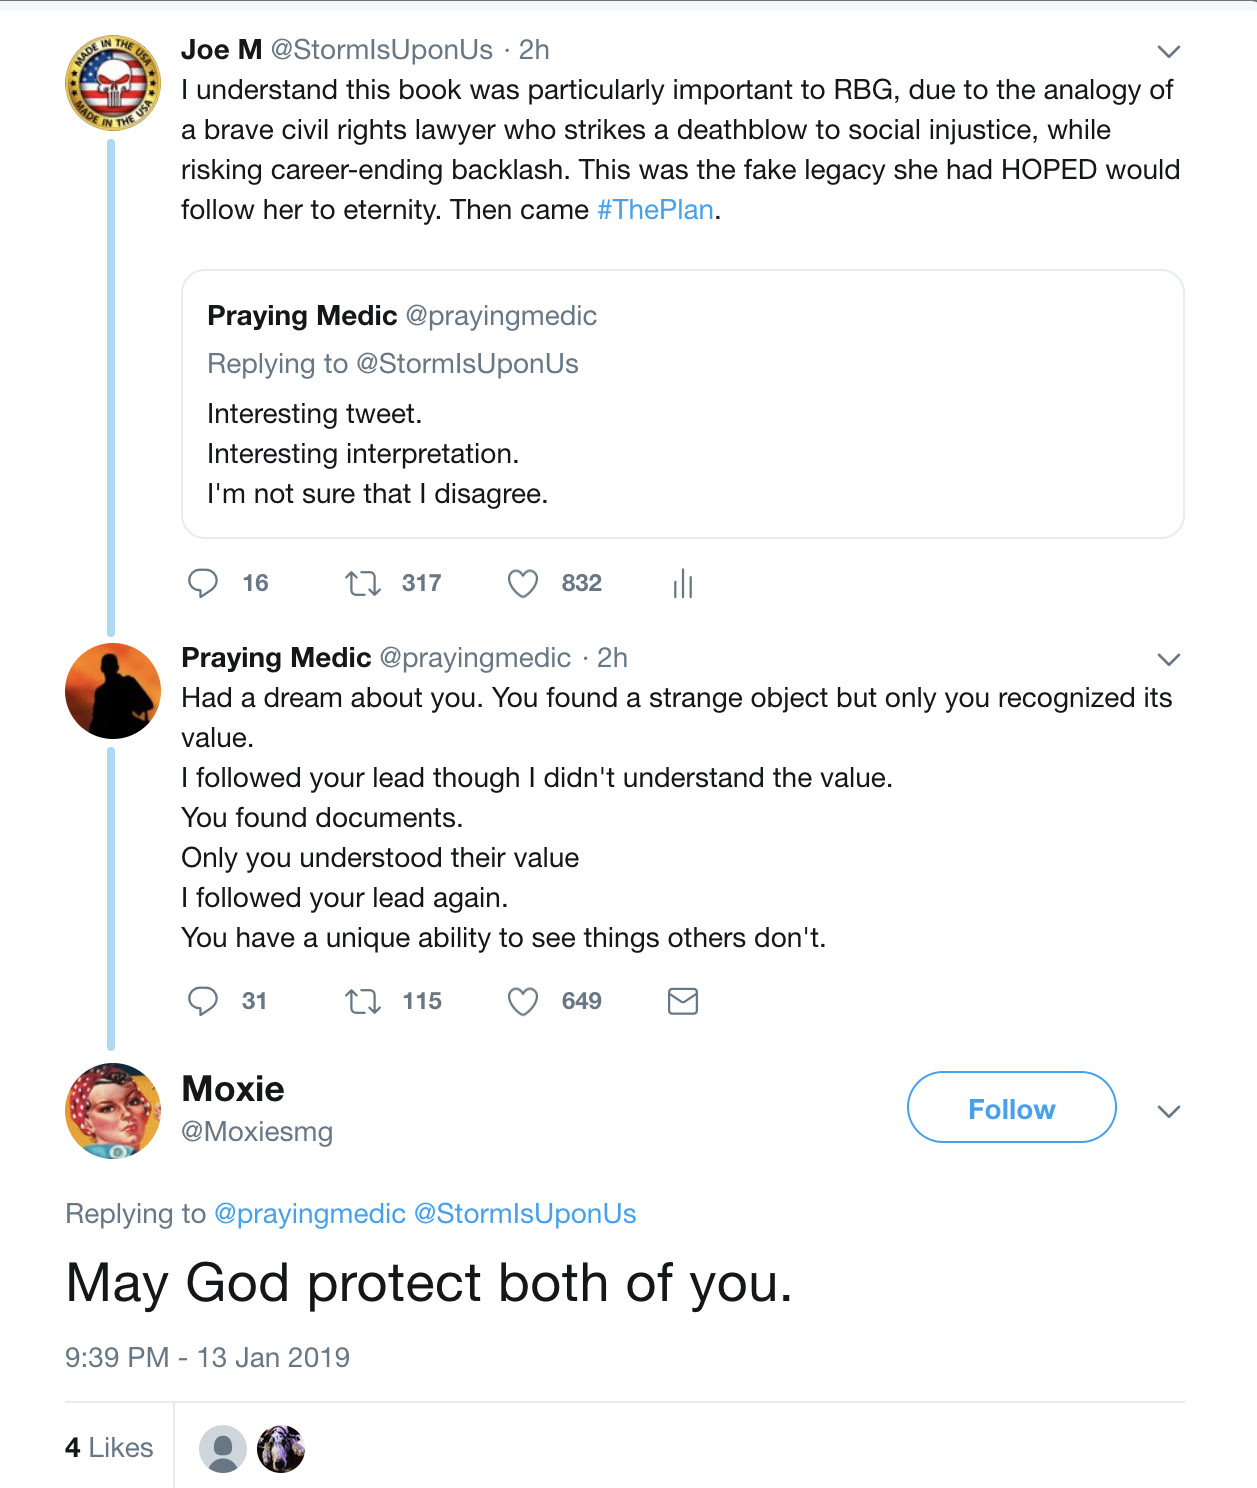 MADE IN THE USA
MADE IN THE USA
Joe M @StormIsUponUs · 2h
I understand this book was particularly important to RBG, due to the analogy of
a brave civil rights lawyer who strikes a deathblow to social injustice, while
risking career-ending backlash. This was the fake legacy she had HOPED would
follow her to eternity. Then came #ThePlan.
Praying Medic @prayingmedic
Replying to @StormIsUponUs
Interesting tweet.
Interesting interpretation.
I'm not sure that I disagree.
16 317 832
Praying Medic @prayingmedic · 2h
Had a dream about you. You found a strange object but only you recognized its
value.
I followed your lead though I didn't understand the value.
You found documents.
Only you understood their value
I followed your lead again.
You have a unique ability to see things others don't.
31 115 649
Moxie
@Moxiesmg
Follow
Replying to @prayingmedic @StormIsUponUs
May God protect both of you.
9:39 PM - 13 Jan 2019
4 Likes